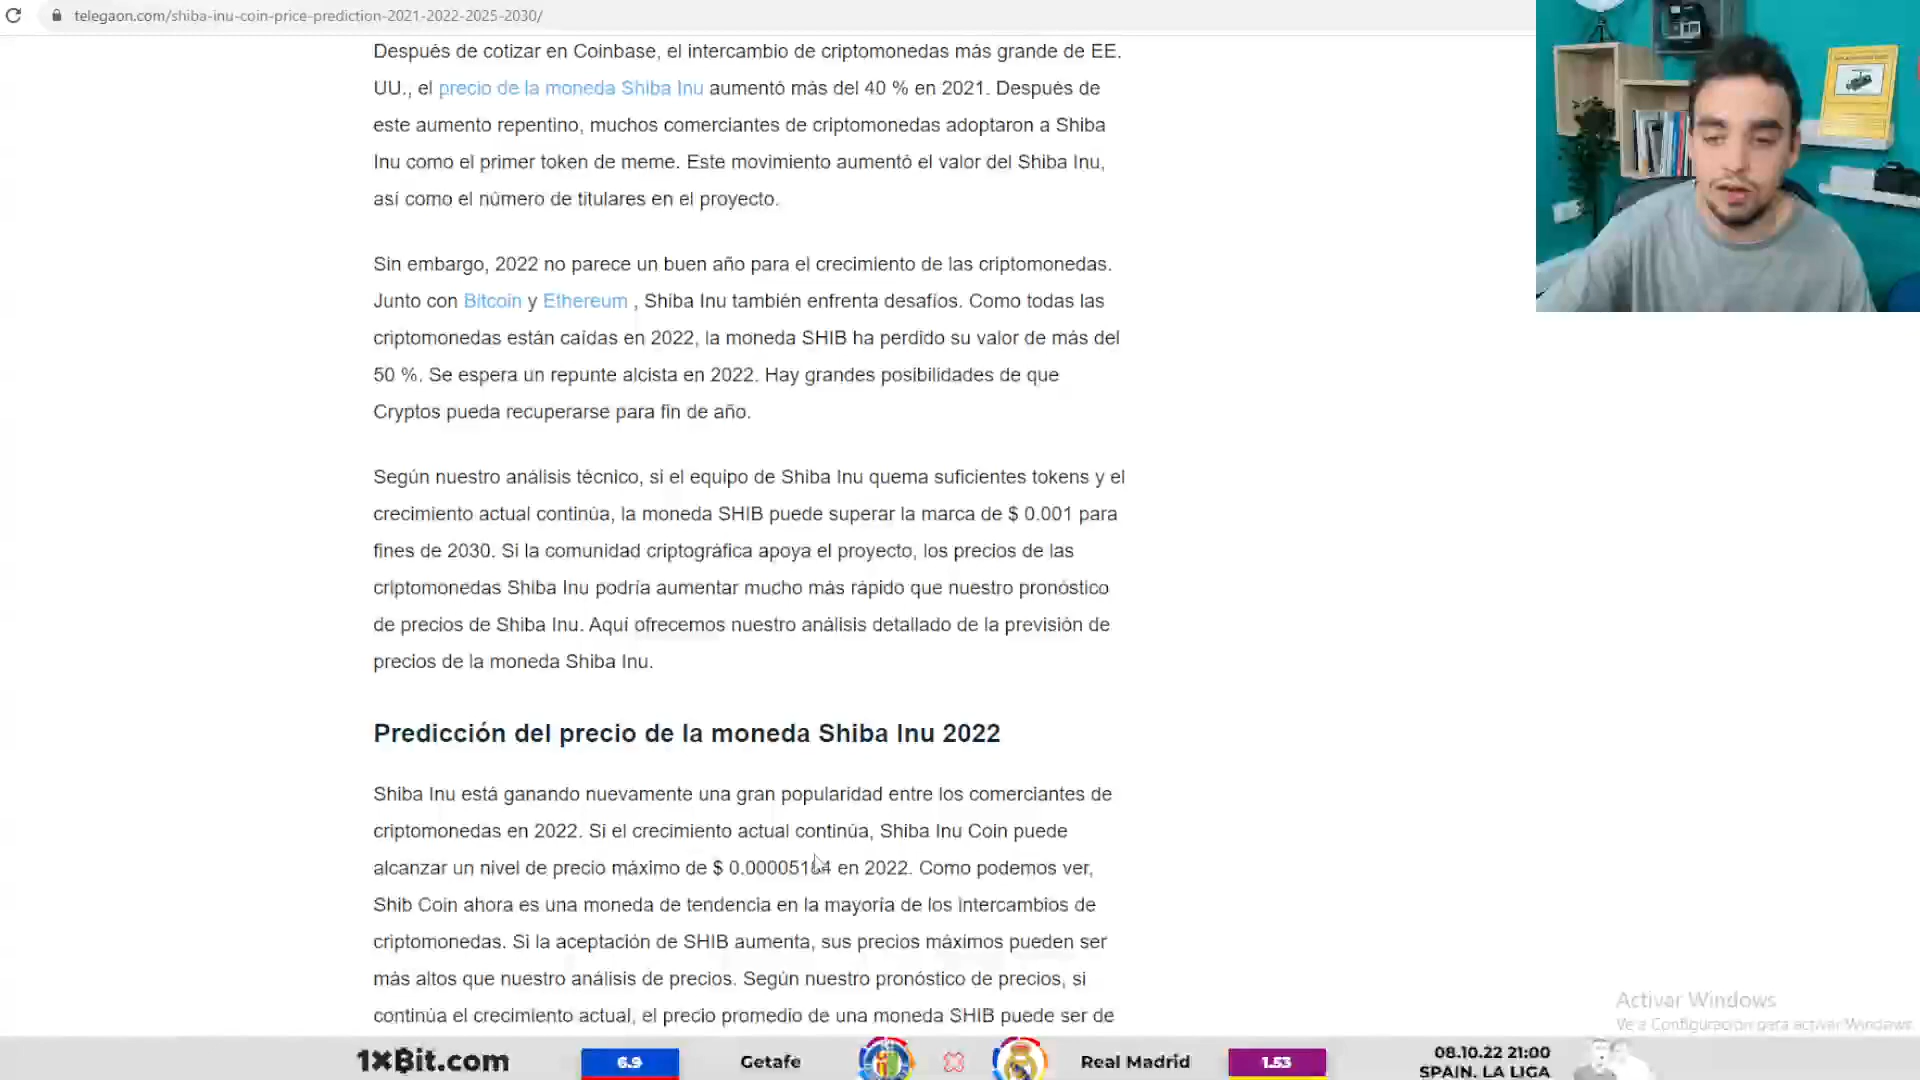 telegaon.com/shiba-inu-coin-price-prediction-2021-2022-2025-2030/
Después de cotizar en Coinbase, el intercambio de criptomonedas más grande de EE.
UU., el precio de la moneda Shiba Inu aumentó más del 40 % en 2021. Después de
este aumento repentino, muchos comerciantes de criptomonedas adoptaron a Shiba
Inu como el primer token de meme. Este movimiento aumentó el valor del Shiba Inu,
así como el número de titulares en el proyecto.
Sin embargo, 2022 no parece un buen año para el crecimiento de las criptomonedas.
Junto con Bitcoin y Ethereum , Shiba Inu también enfrenta desafíos. Como todas las
criptomonedas están caídas en 2022, la moneda SHIB ha perdido su valor de más del
50 %. Se espera un repunte alcista en 2022. Hay grandes posibilidades de que
Cryptos pueda recuperarse para fin de año.
Según nuestro análisis técnico, si el equipo de Shiba Inu quema suficientes tokens y el
crecimiento actual continúa, la moneda SHIB puede superar la marca de $ 0.001 para
fines de 2030. Si la comunidad criptográfica apoya el proyecto, los precios de las
criptomonedas Shiba Inu podría aumentar mucho más rápido que nuestro pronóstico
de precios de Shiba Inu. Aquí ofrecemos nuestro análisis detallado de la previsión de
precios de la moneda Shiba Inu.
Predicción del precio de la moneda Shiba Inu 2022
Shiba Inu está ganando nuevamente una gran popularidad entre los comerciantes de
criptomonedas en 2022. Si el crecimiento actual continúa, Shiba Inu Coin puede
alcanzar un nivel de precio máximo de $ en 2022. Como podemos ver,
Shib Coin ahora es una moneda de tendencia en la mayoría de los intercambios de
criptomonedas. Si la aceptación de SHIB aumenta, sus precios máximos pueden ser
más altos que nuestro análisis de precios. Según nuestro pronóstico de precios, si
continúa el crecimiento actual, el precio promedio de una moneda SHIB puede ser de
Activar Windows
Ve a Configuración para activar Windows.
1xBit.com
6.9
Getafe
Real Madrid
1.53
08.10.22 21:00
SPAIN. LA LIGA